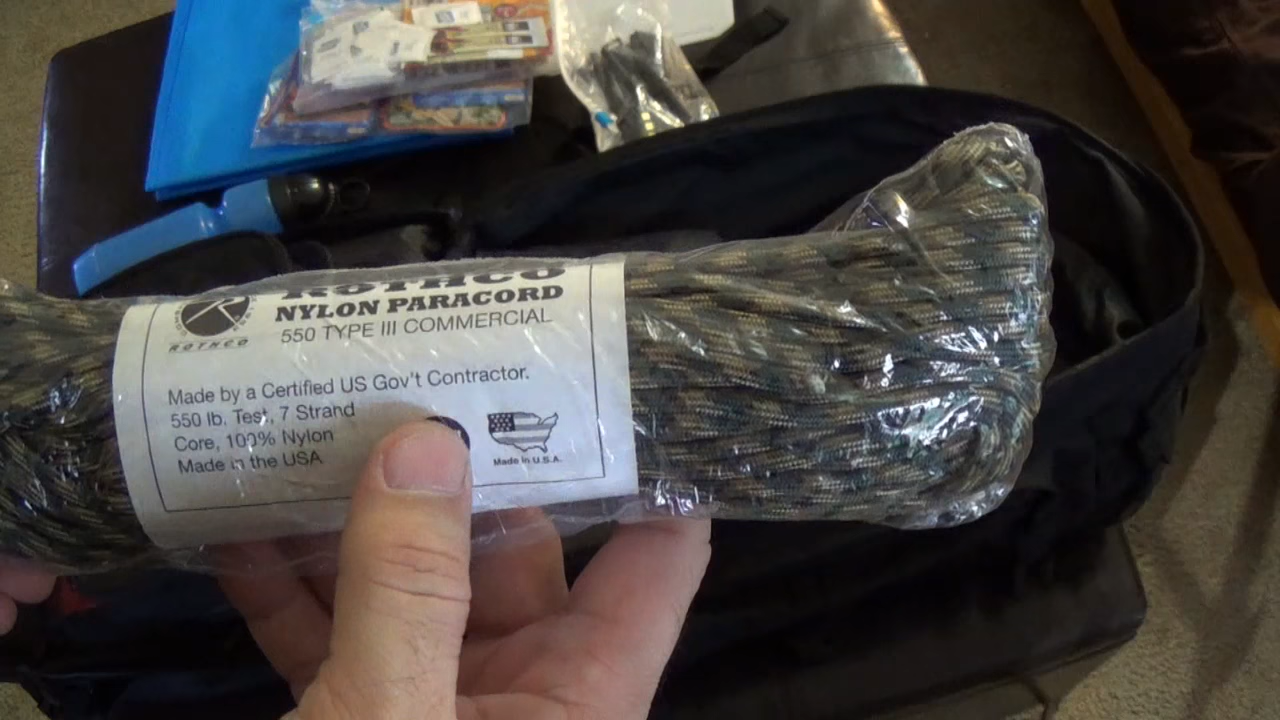 ROTHCO
NYLON PARACORD
550 TYPE III COMMERCIAL
ROTHCO
Made by a Certified US Gov't Contractor.
550 lb. Test, 7 Strand
Core, 100% Nylon
Made in the USA
Made in U.S.A.